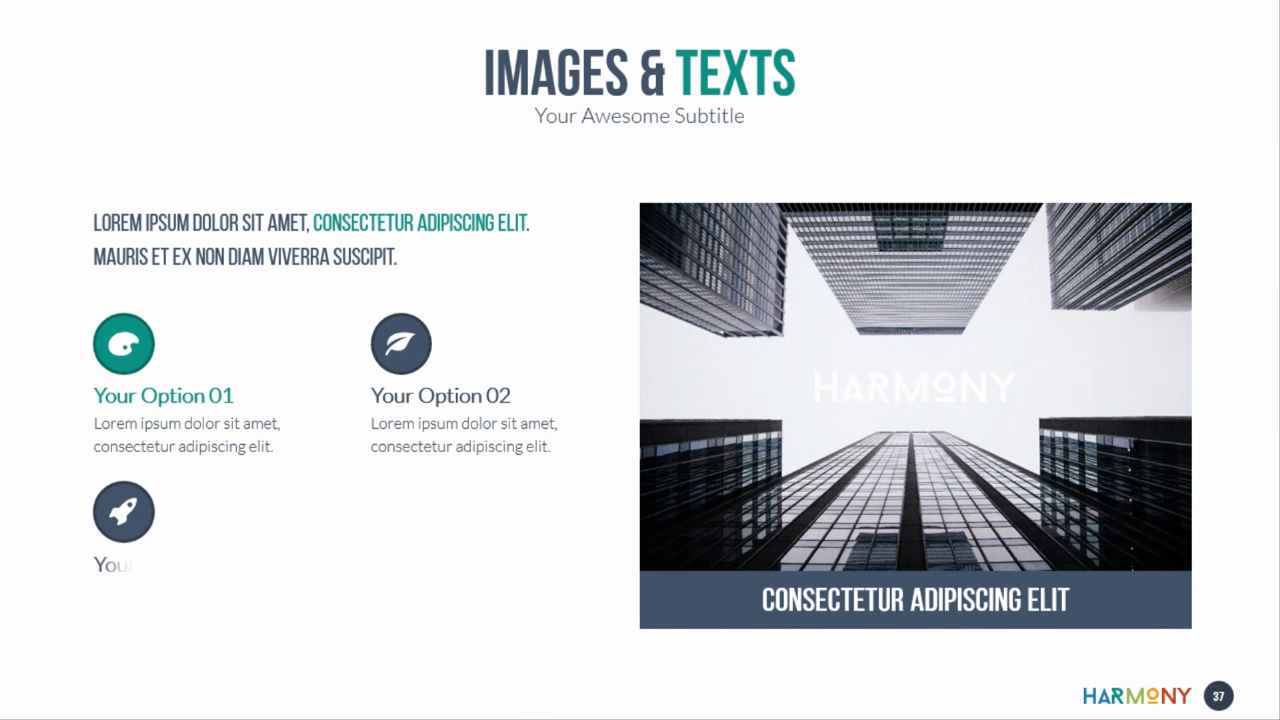 IMAGES & TEXTS
Your Awesome Subtitle
LOREM IPSUM DOLOR SIT AMET, CONSECTETUR ADIPISCING ELIT.
MAURIS ET EX NON DIAM VIVERRA SUSCIPIT.
Your Option 01
Lorem ipsum dolor sit amet,
consectetur adipiscing elit.
Your Option 02
Lorem ipsum dolor sit amet,
consectetur adipiscing elit.
You
HARMONY
CONSECTETUR ADIPISCING ELIT
HARMONY
37